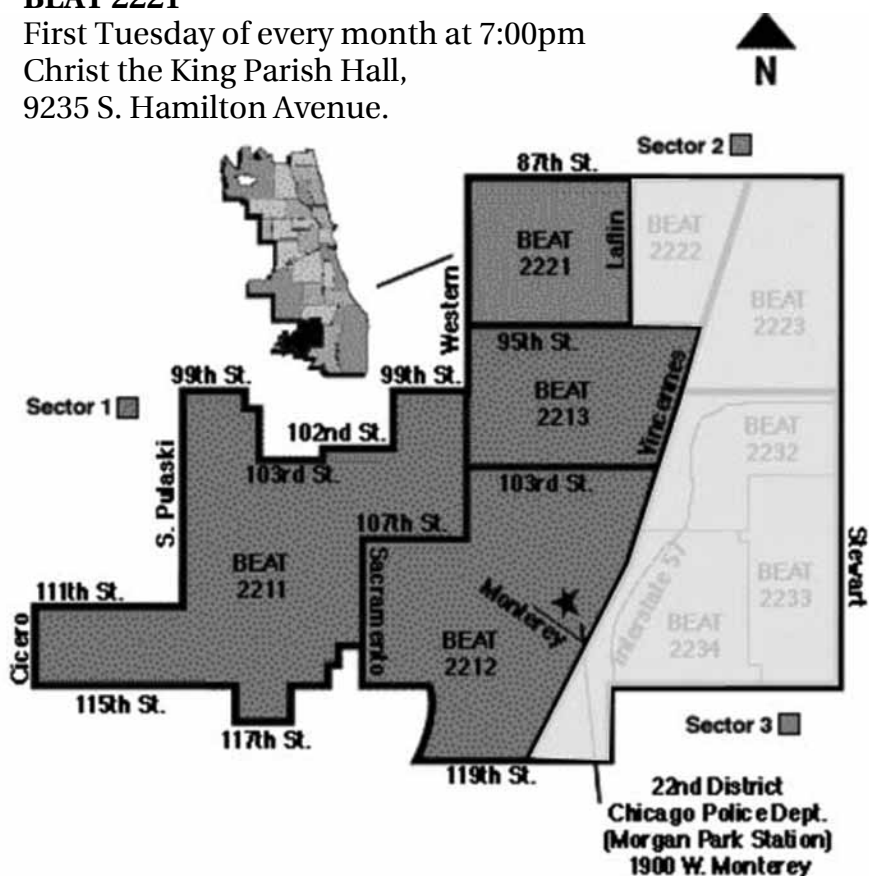 BEAT 2221
First Tuesday of every month at 7:00pm
Christ the King Parish Hall,
9235 S. Hamilton Avenue.
N
Sector 2
87th St.
BEAT
2221
Laflin
BEAT
2222
BEAT
2223
Western
95th St.
BEAT
2213
Vincennes
99th St.
99th St.
Sector 1
102nd St.
103rd St.
103rd St.
S. Pulaski
107th St.
BEAT
2232
BEAT
2211
Sacramento
111th St.
Cicero
Monterey
BEAT
2212
Interstate 57
BEAT
2233
BEAT
2234
Stewart
115th St.
117th St.
119th St.
Sector 3
22nd District
Chicago Police Dept.
(Morgan Park Station)
1900 W. Monterey